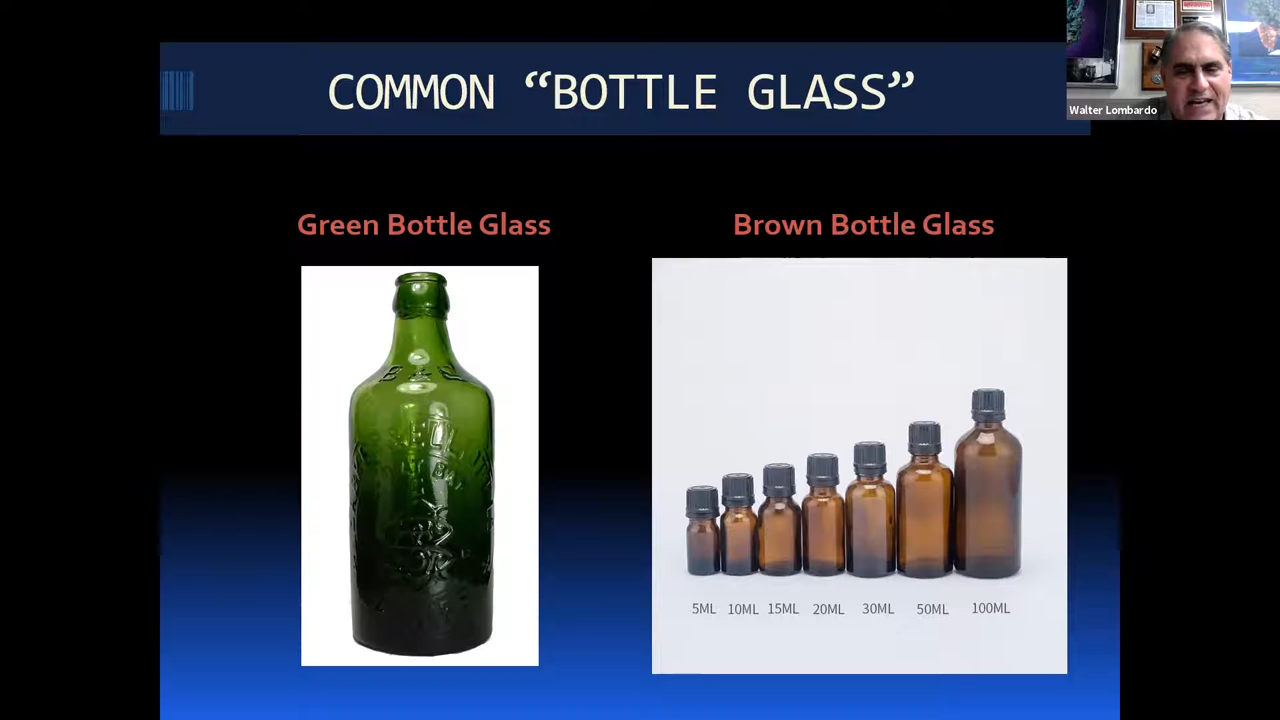 COMMON “BOTTLE GLASS”
Walter Lombardo
Green Bottle Glass
Brown Bottle Glass
B & C
5ML 10ML 15ML 20ML 30ML 50ML 100ML